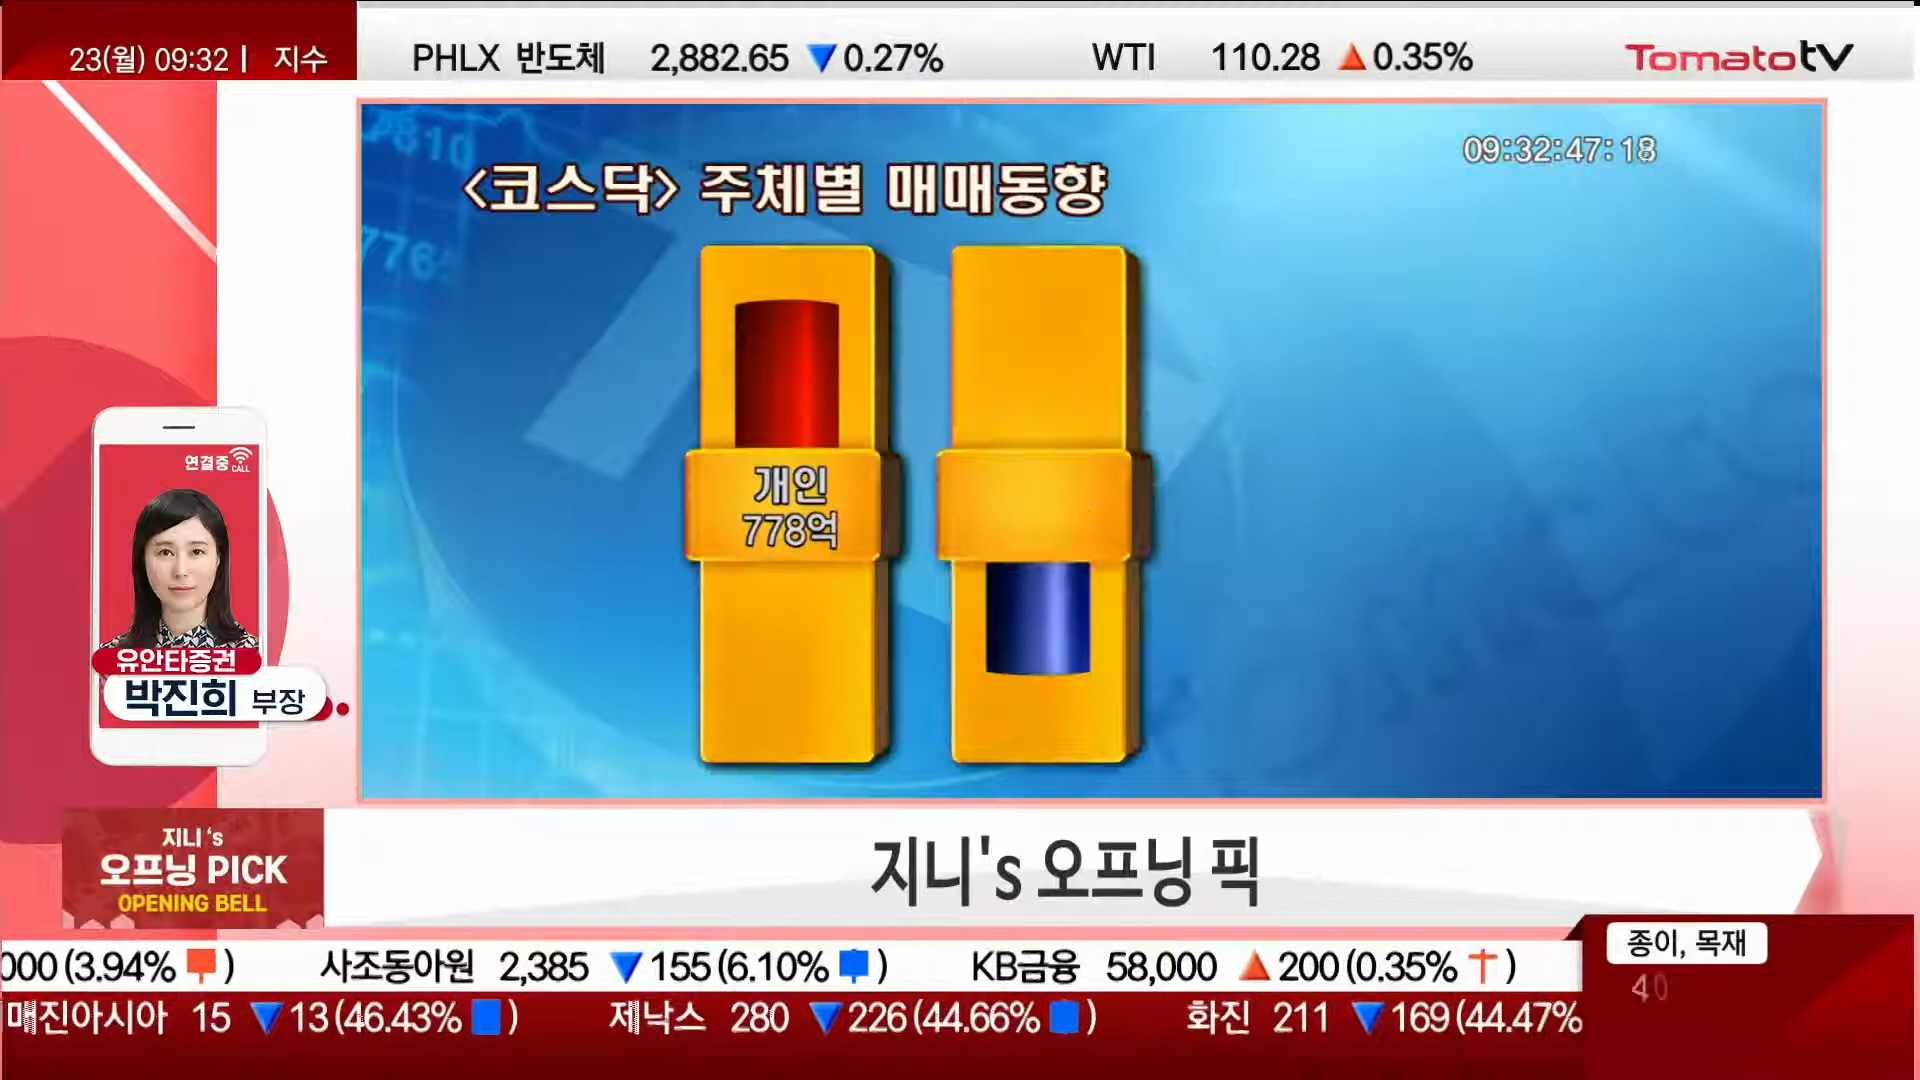 23(월) 09:32 | 지수
PHLX 반도체 2,882.65 ▼0.27% WTI 110.28 ▲0.35%
Tomatotv
09:32:47:18
<코스닥> 주체별 매매동향
개인
778억
연결중
CALL
유안타증권
박진희 부장
지니's
오프닝 PICK
OPENING BELL
지니's 오프닝 픽
000 (3.94% ) 사조동아원 2,385 ▼155 (6.10% ) KB금융 58,000 ▲200 (0.35% )
매진아시아 15 ▼13 (46.43% ) 제낙스 280 ▼226 (44.66% ) 화진 211 ▼169 (44.47%
종이, 목재
40